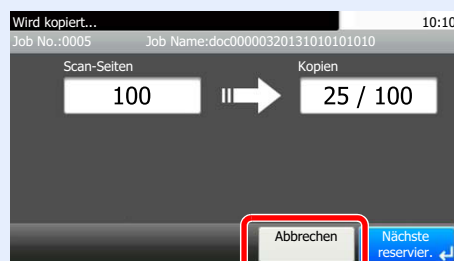 Wird kopiert... 10:10
Job No.:0005 Job Name:doc00000320131010101010
Scan-Seiten Kopien
100 25 / 100
Abbrechen Nächste
reservier.